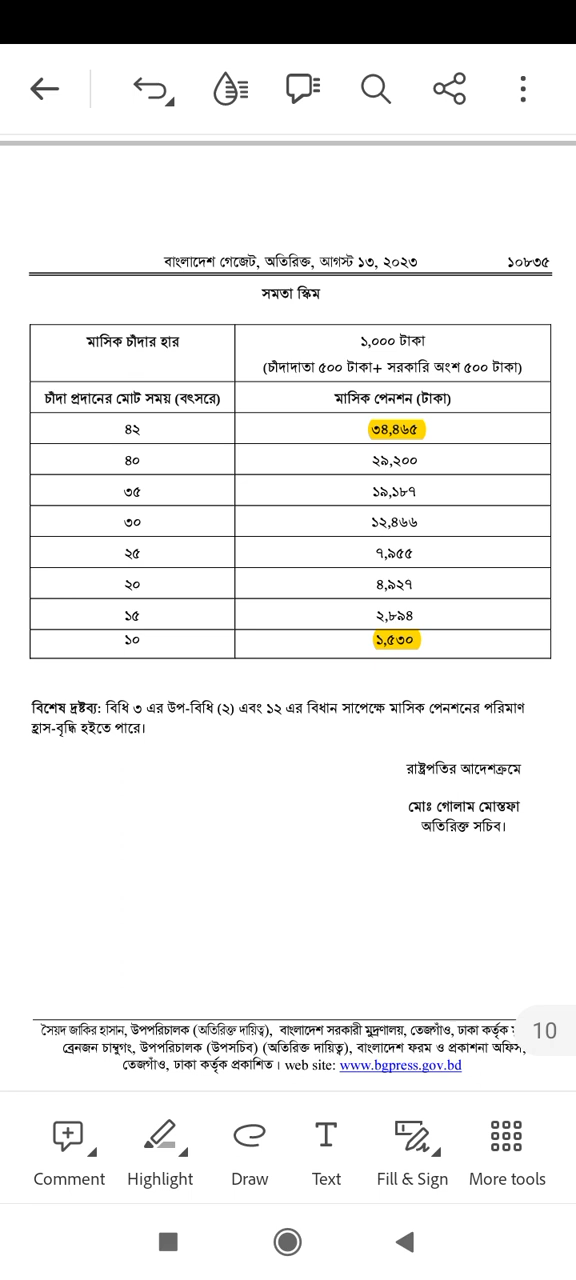 বাংলাদেশ গেজেট, অতিরিক্ত, আগস্ট ১৩, ২০২৩ ১০৮৩৫
সমতা স্কিম
মাসিক চাঁদার হার ১,০০০ টাকা
(চাঁদাদাতা ৫০০ টাকা+ সরকারি অংশ ৫০০ টাকা)
চাঁদা প্রদানের মোট সময় (বৎসরে) মাসিক পেনশন (টাকা)
৪২ ৩৪,৪৬৫
৪০ ২৯,২০০
৩৫ ১৯,১৮৭
৩০ ১২,৪৬৬
২৫ ৭,৯৫৫
২০ ৪,৯২৭
১৫ ২,৮৯৪
১০ ১,৫৩০
বিশেষ দ্রষ্টব্য: বিধি ৩ এর উপ-বিধি (২) এবং ১২ এর বিধান সাপেক্ষে মাসিক পেনশনের পরিমাণ
হ্রাস-বৃদ্ধি হইতে পারে।
রাষ্ট্রপতির আদেশক্রমে
মোঃ গোলাম মোস্তফা
অতিরিক্ত সচিব।
সৈয়দ জাকির হাসান, উপপরিচালক (অতিরিক্ত দায়িত্ব), বাংলাদেশ সরকারী মুদ্রণালয়, তেজগাঁও, ঢাকা কর্তৃক
10
ব্রেনজন চাম্বুগং, উপপরিচালক (উপসচিব) (অতিরিক্ত দায়িত্ব), বাংলাদেশ ফরম ও প্রকাশনা অফিস,
তেজগাঁও, ঢাকা কর্তৃক প্রকাশিত। web site: www.bgpress.gov.bd
Comment Highlight Draw Text Fill & Sign More tools